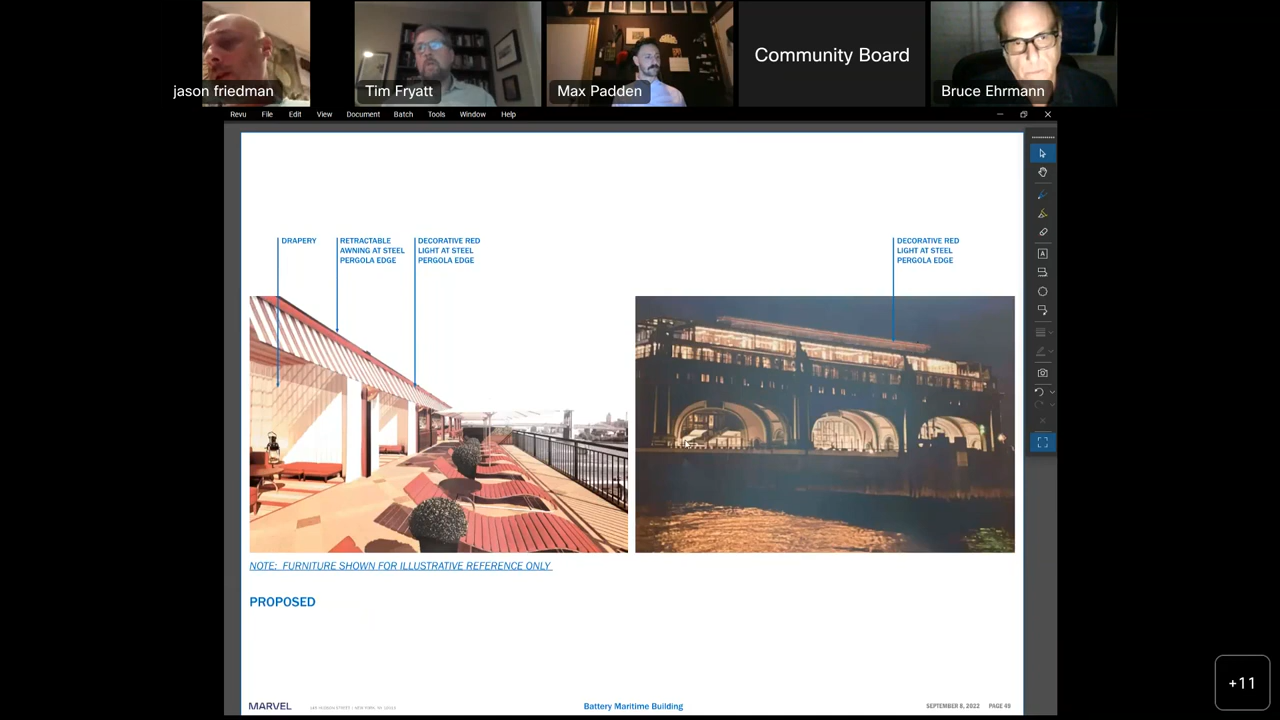 jason friedman
Tim Fryatt
Max Padden
Community Board
Bruce Ehrmann
Revu File Edit View Document Batch Tools Window Help
DRAPERY
RETRACTABLE
AWNING AT STEEL
PERGOLA EDGE
DECORATIVE RED
LIGHT AT STEEL
PERGOLA EDGE
DECORATIVE RED
LIGHT AT STEEL
PERGOLA EDGE
A
NOTE: FURNITURE SHOWN FOR ILLUSTRATIVE REFERENCE ONLY
PROPOSED
+11
MARVEL
Battery Maritime Building
SEPTEMBER 8, 2022 PAGE 49